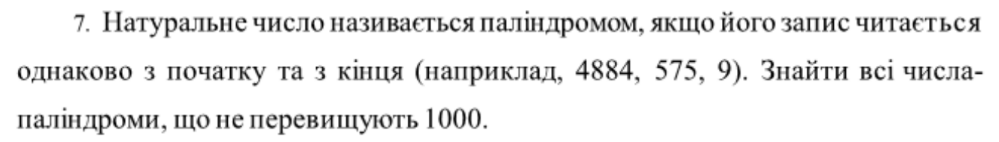 7. Натуральне число називається паліндромом, якщо його запис читається
однаково з початку та з кінця (наприклад, 4884, 575, 9). Знайти всі числа-
паліндроми, що не перевищують 1000.